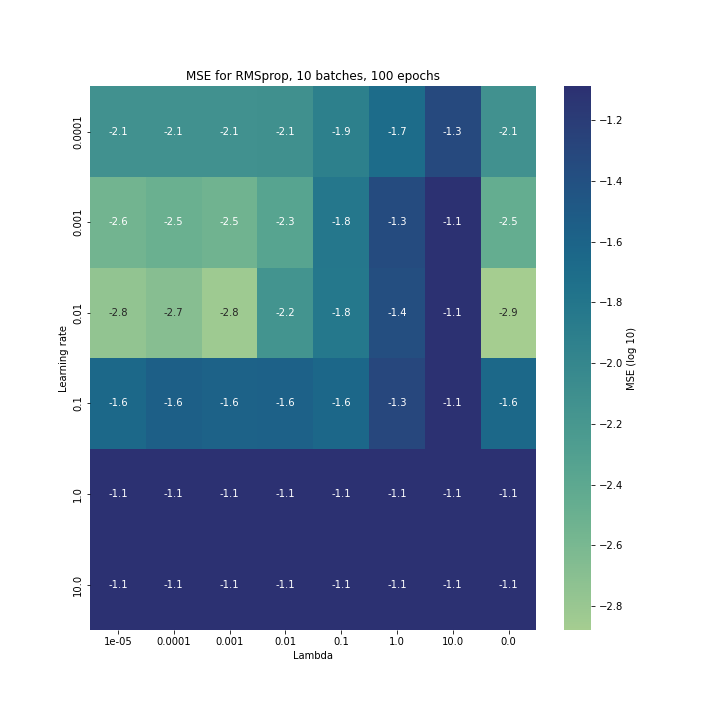 MSE for RMSprop, 10 batches, 100 epochs
0.0001 -2.1 -2.1 -2.1 -2.1 -1.9 -1.7 -1.3 -2.1
0.001 -2.6 -2.5 -2.5 -2.3 -1.8 -1.3 -1.1 -2.5
0.01 -2.8 -2.7 -2.8 -2.2 -1.8 -1.4 -1.1 -2.9
0.1 -1.6 -1.6 -1.6 -1.6 -1.6 -1.3 -1.1 -1.6
1.0 -1.1 -1.1 -1.1 -1.1 -1.1 -1.1 -1.1 -1.1
10.0 -1.1 -1.1 -1.1 -1.1 -1.1 -1.1 -1.1 -1.1
Learning rate
1e-05 0.0001 0.001 0.01 0.1 1.0 10.0 0.0
Lambda
−1.2
−1.4
−1.6
−1.8
−2.0
−2.2
−2.4
−2.6
−2.8
MSE (log 10)